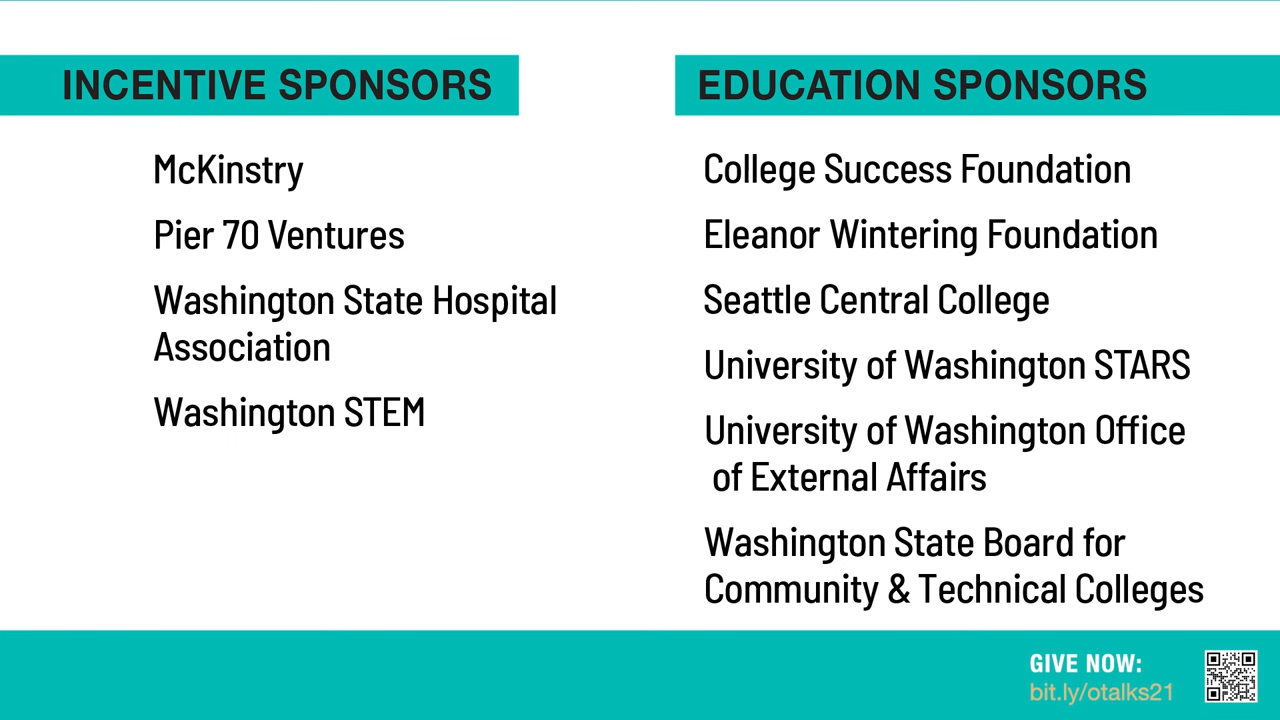 INCENTIVE SPONSORS
McKinstry
Pier 70 Ventures
Washington State Hospital
Association
Washington STEM
EDUCATION SPONSORS
College Success Foundation
Eleanor Wintering Foundation
Seattle Central College
University of Washington STARS
University of Washington Office
of External Affairs
Washington State Board for
Community & Technical Colleges
GIVE NOW:
bit.ly/otalks21